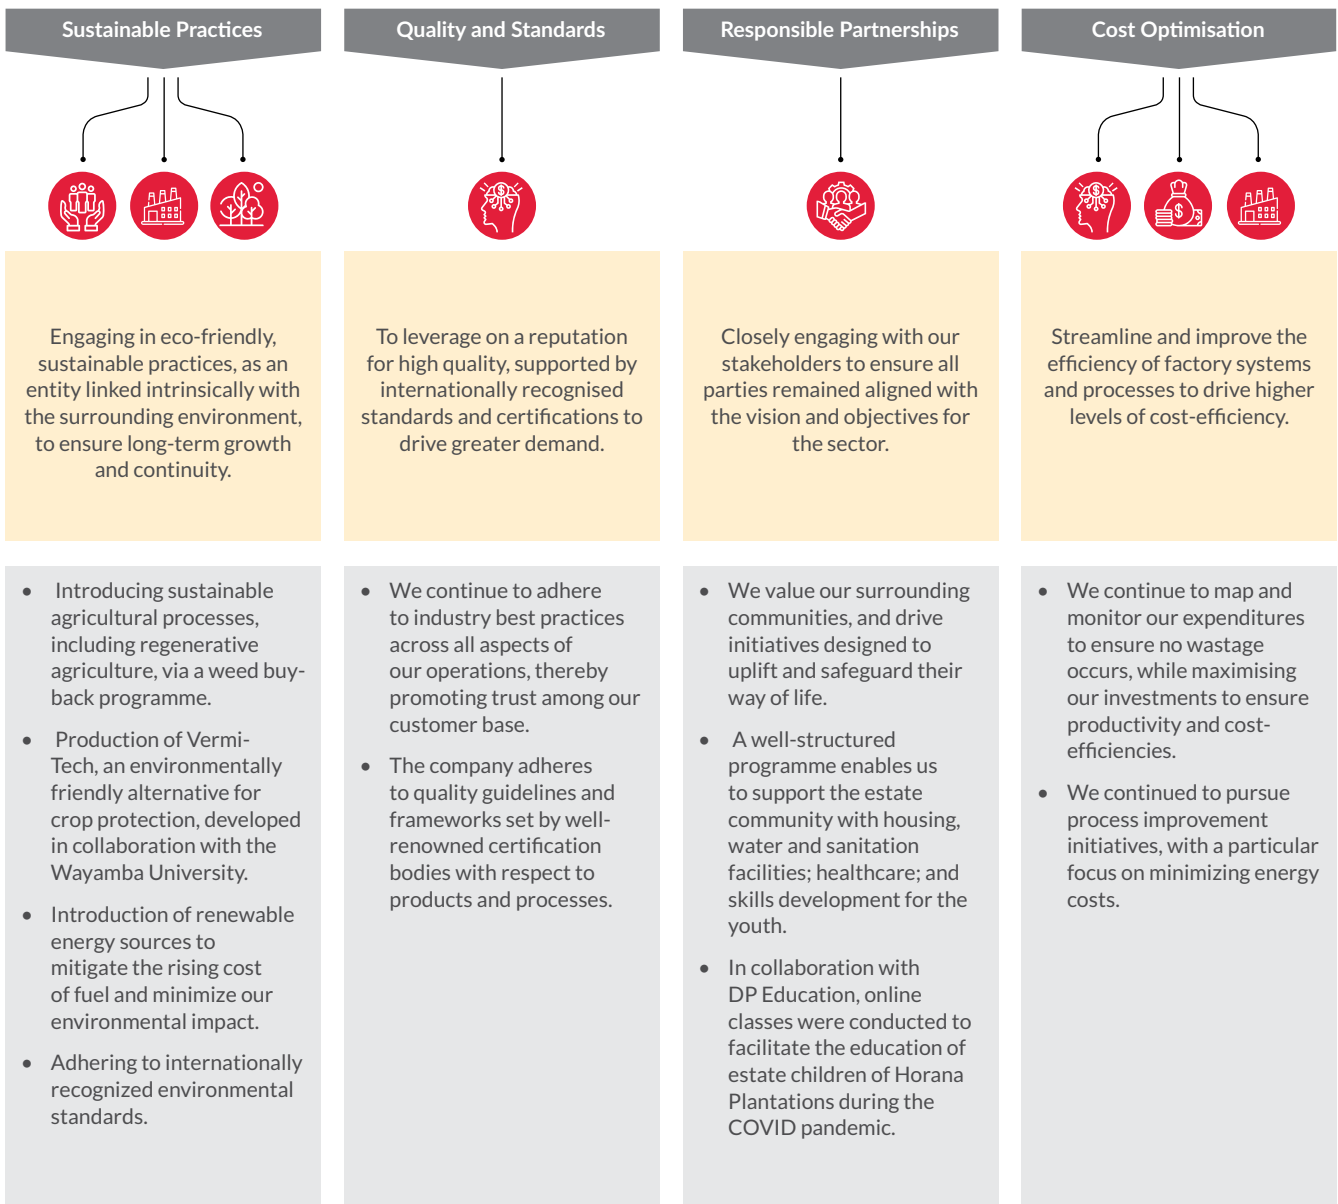 Sustainable Practices
Quality and Standards
Responsible Partnerships
Cost Optimisation
Engaging in eco-friendly,
sustainable practices, as an
entity linked intrinsically with
the surrounding environment,
to ensure long-term growth
and continuity.
To leverage on a reputation
for high quality, supported by
internationally recognised
standards and certifications to
drive greater demand.
Closely engaging with our
stakeholders to ensure all
parties remained aligned with
the vision and objectives for
the sector.
Streamline and improve the
efficiency of factory systems
and processes to drive higher
levels of cost-efficiency.
• Introducing sustainable
agricultural processes,
including regenerative
agriculture, via a weed buy-
back programme.
• Production of Vermi-
Tech, an environmentally
friendly alternative for
crop protection, developed
in collaboration with the
Wayamba University.
• Introduction of renewable
energy sources to
mitigate the rising cost
of fuel and minimize our
environmental impact.
• Adhering to internationally
recognized environmental
standards.
• We continue to adhere
to industry best practices
across all aspects of
our operations, thereby
promoting trust among our
customer base.
• The company adheres
to quality guidelines and
frameworks set by well-
renowned certification
bodies with respect to
products and processes.
• We value our surrounding
communities, and drive
initiatives designed to
uplift and safeguard their
way of life.
• A well-structured
programme enables us
to support the estate
community with housing,
water and sanitation
facilities; healthcare; and
skills development for the
youth.
• In collaboration with
DP Education, online
classes were conducted to
facilitate the education of
estate children of Horana
Plantations during the
COVID pandemic.
• We continue to map and
monitor our expenditures
to ensure no wastage
occurs, while maximising
our investments to ensure
productivity and cost-
efficiencies.
• We continued to pursue
process improvement
initiatives, with a particular
focus on minimizing energy
costs.